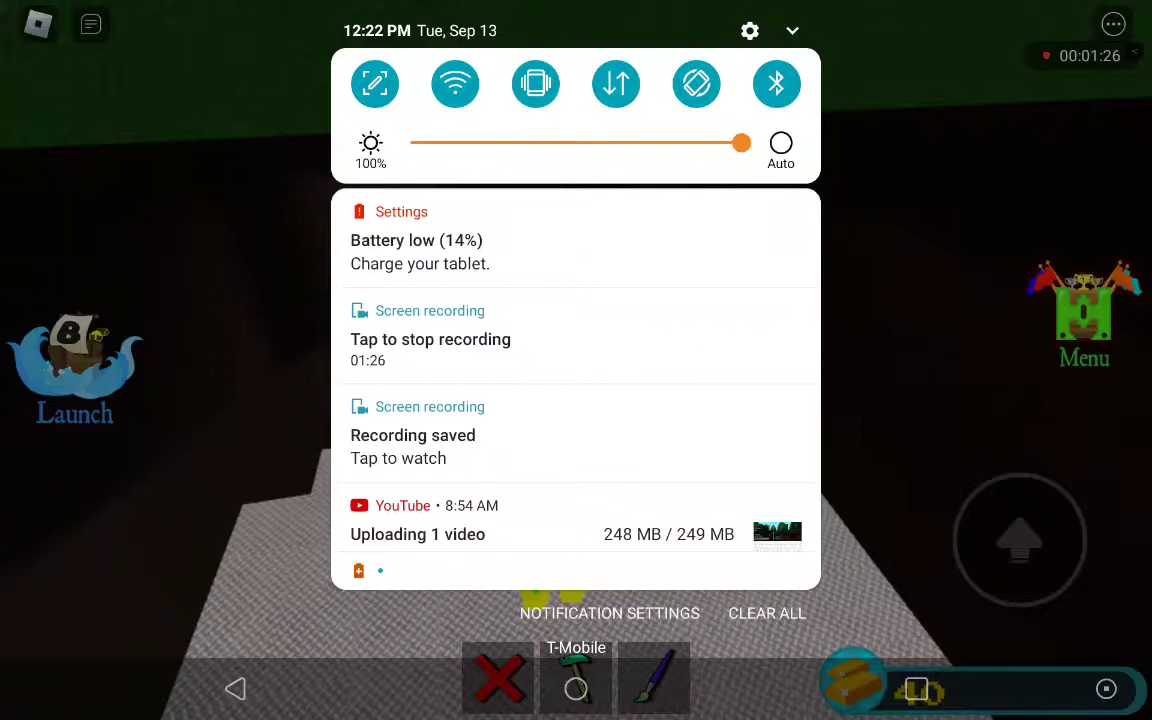 12:22 PM Tue, Sep 13
00:01:26
100%
Auto
Settings
Battery low (14%)
Charge your tablet.
Screen recording
Tap to stop recording
01:26
Screen recording
Recording saved
Tap to watch
YouTube • 8:54 AM
Uploading 1 video 248 MB / 249 MB
Launch
Menu
NOTIFICATION SETTINGS CLEAR ALL
T-Mobile
40